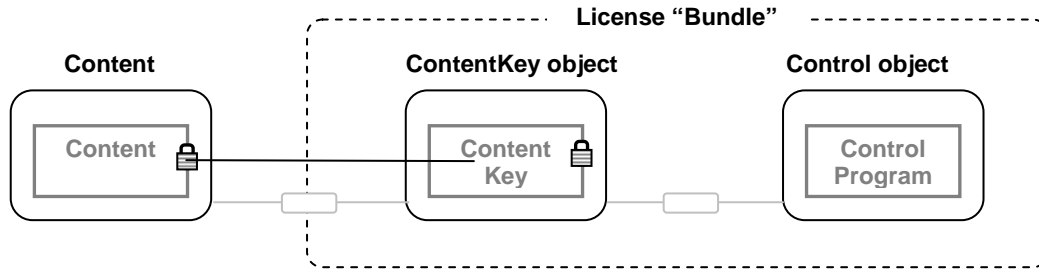 License “Bundle”
Content
ContentKey object
Control object
Content
Content
Key
Control
Program